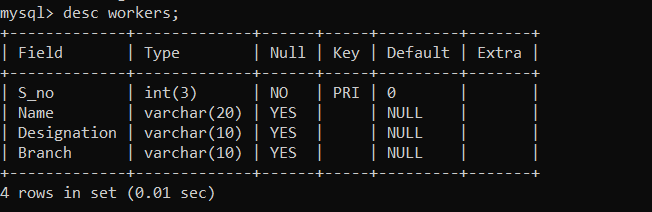 mysql> desc workers;
+-------------+-------------+------+-----+---------+-------+
| Field       | Type        | Null | Key | Default | Extra |
+-------------+-------------+------+-----+---------+-------+
| S_no        | int(3)      | NO   | PRI | 0       |       |
| Name        | varchar(20) | YES  |     | NULL    |       |
| Designation | varchar(10) | YES  |     | NULL    |       |
| Branch      | varchar(10) | YES  |     | NULL    |       |
+-------------+-------------+------+-----+---------+-------+
4 rows in set (0.01 sec)